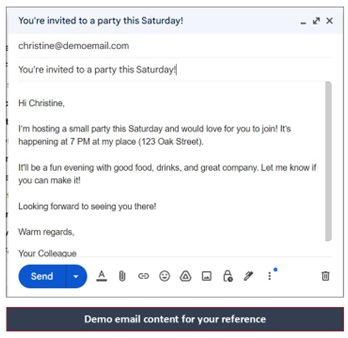 You're invited to a party this Saturday!
christine@demoemail.com
You're invited to a party this Saturday!
Hi Christine,
I'm hosting a small party this Saturday and would love for you to join! It's
happening at 7 PM at my place (123 Oak Street).
It'll be a fun evening with good food, drinks, and great company. Let me know if
you can make it!
Looking forward to seeing you there!
Warm regards,
Your Colleague
Send
Demo email content for your reference